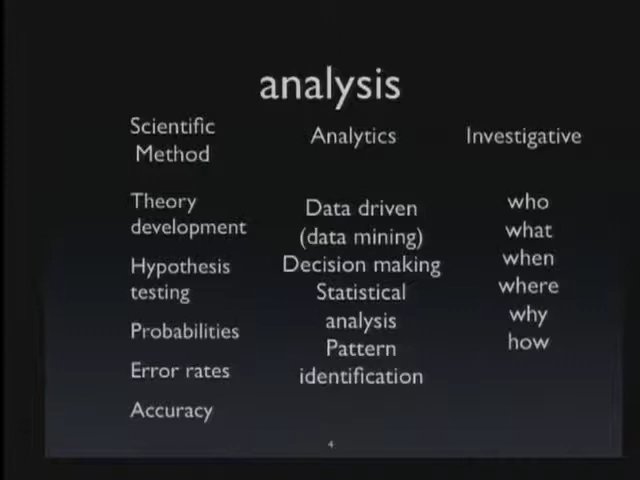 analysis
Scientific
Method
Theory
development
Hypothesis
testing
Probabilities
Error rates
Accuracy
Analytics
Data driven
(data mining)
Decision making
Statistical
analysis
Pattern
identification
Investigative
who
what
when
where
why
how
4